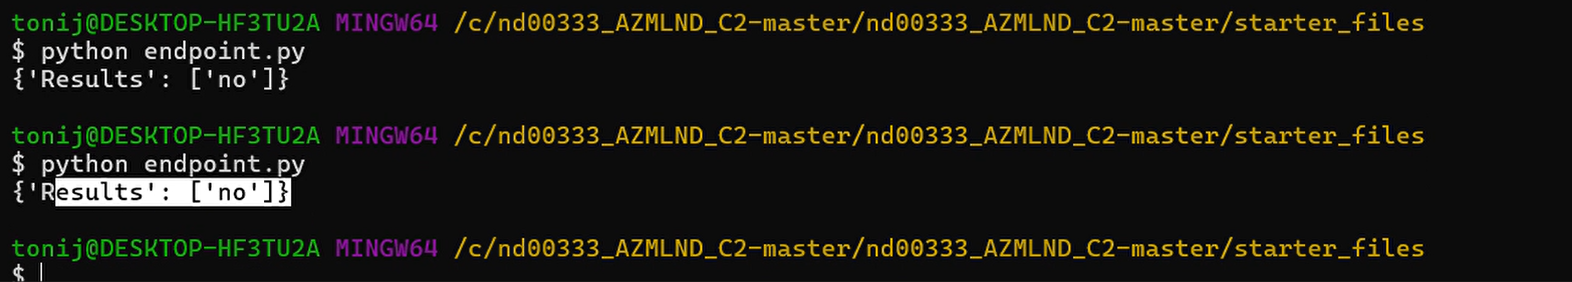 tonij@DESKTOP-HF3TU2A MINGW64 /c/nd00333_AZMLND_C2-master/nd00333_AZMLND_C2-master/starter_files
$ python endpoint.py
{'Results': ['no']}
tonij@DESKTOP-HF3TU2A MINGW64 /c/nd00333_AZMLND_C2-master/nd00333_AZMLND_C2-master/starter_files
$ python endpoint.py
{'Results': ['no']}
tonij@DESKTOP-HF3TU2A MINGW64 /c/nd00333_AZMLND_C2-master/nd00333_AZMLND_C2-master/starter_files
$